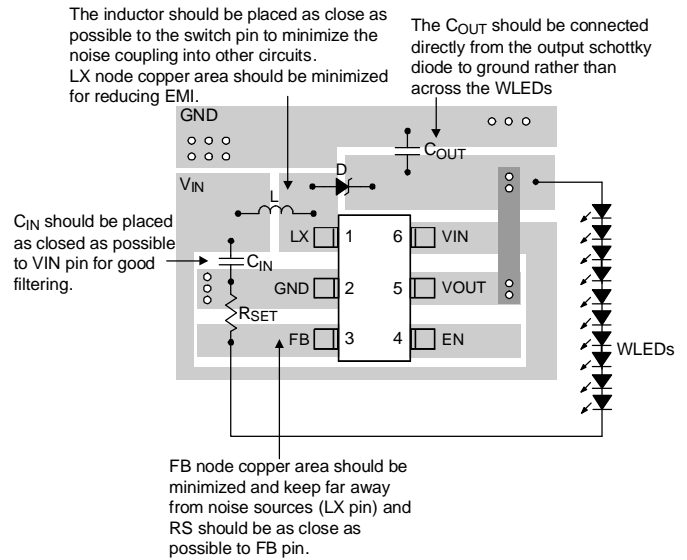 The inductor should be placed as close as
possible to the switch pin to minimize the
noise coupling into other circuits.
LX node copper area should be minimized
for reducing EMI.
The COUT should be connected
directly from the output schottky
diode to ground rather than
across the WLEDs
GND
COUT
D
VIN
L
CIN should be placed
as closed as possible
to VIN pin for good
filtering.
LX 1 6 VIN
CIN
GND 2 5 VOUT
RSET
FB 3 4 EN
WLEDs
FB node copper area should be
minimized and keep far away
from noise sources (LX pin) and
RS should be as close as
possible to FB pin.